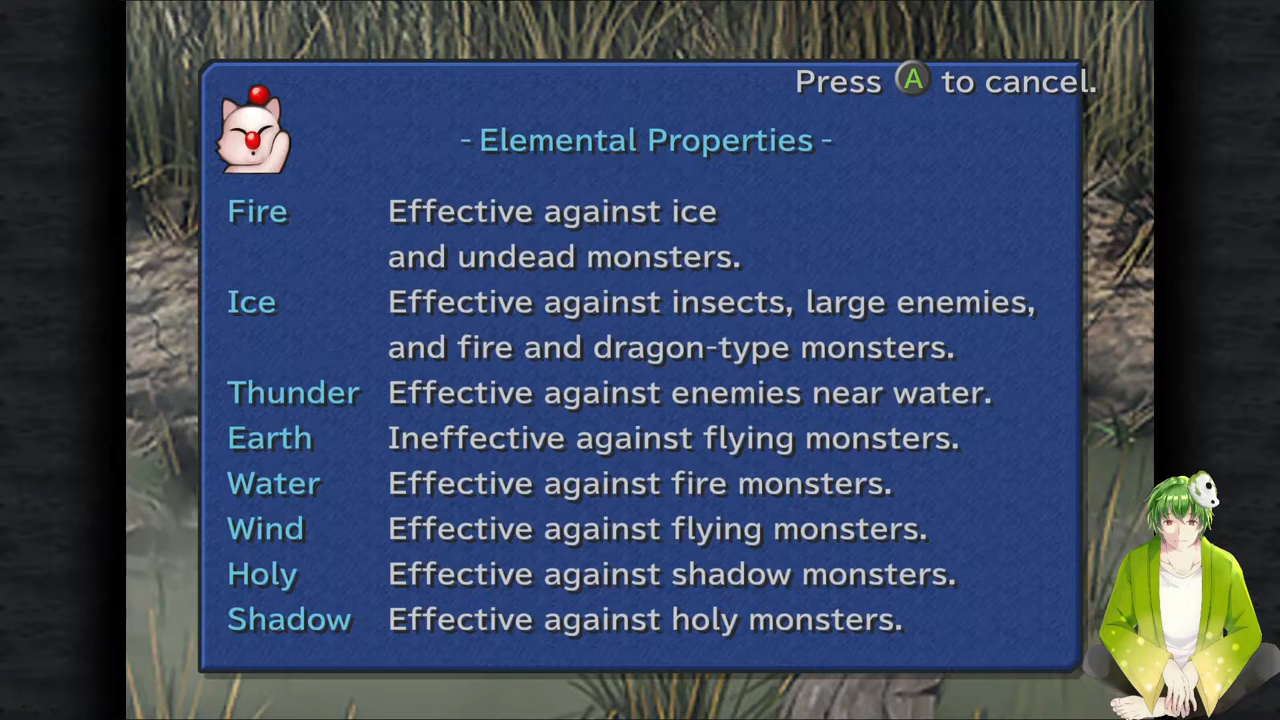 Press A to cancel.
- Elemental Properties -
Fire Effective against ice
and undead monsters.
Ice Effective against insects, large enemies,
and fire and dragon-type monsters.
Thunder Effective against enemies near water.
Earth Ineffective against flying monsters.
Water Effective against fire monsters.
Wind Effective against flying monsters.
Holy Effective against shadow monsters.
Shadow Effective against holy monsters.